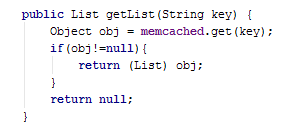 public List getList(String key) {
    Object obj = memcached.get(key);
    if(obj!=null){
        return (List) obj;
    }
    return null;
}